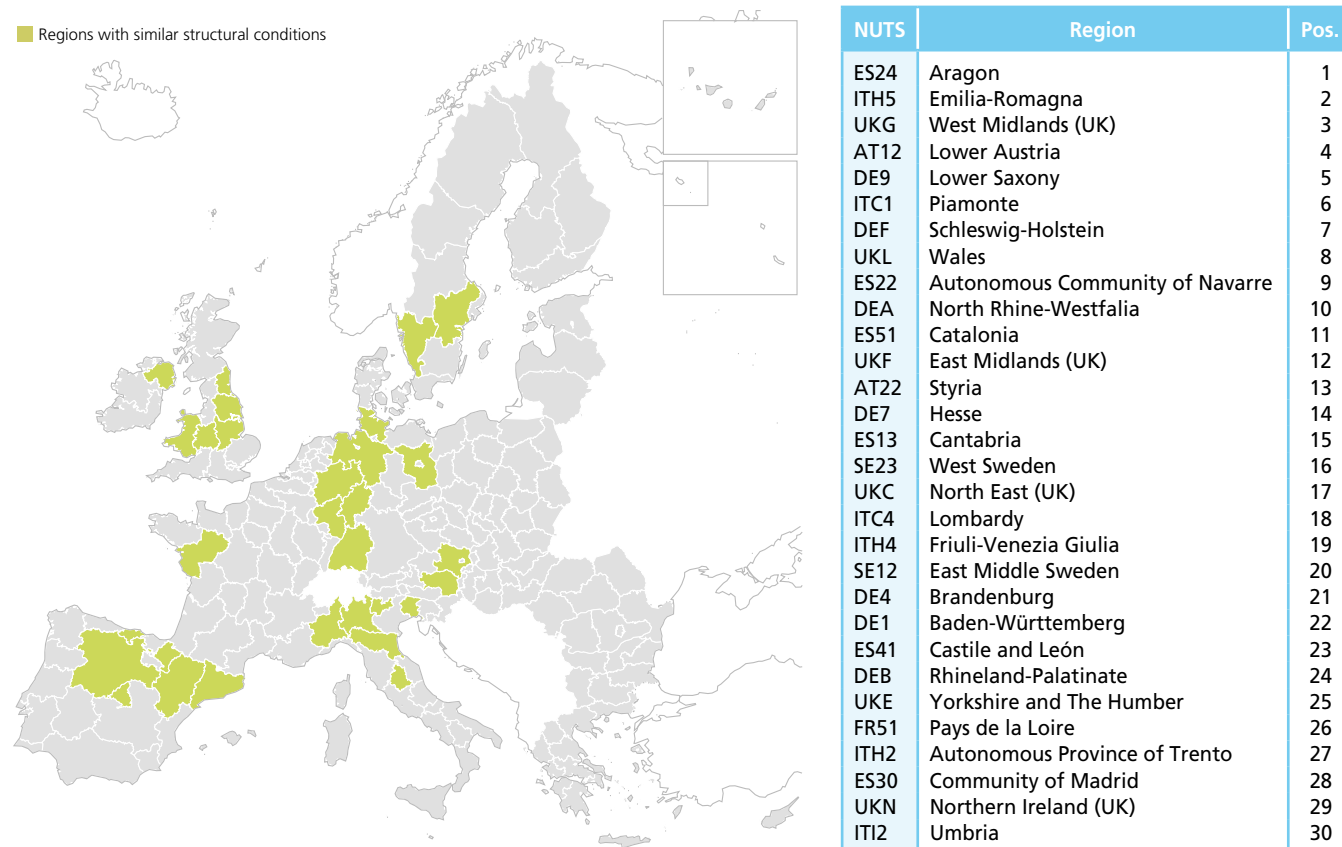 Regions with similar structural conditions
NUTS Region Pos.
ES24 Aragon 1
ITH5 Emilia-Romagna 2
UKG West Midlands (UK) 3
AT12 Lower Austria 4
DE9 Lower Saxony 5
ITC1 Piamonte 6
DEF Schleswig-Holstein 7
UKL Wales 8
ES22 Autonomous Community of Navarre 9
DEA North Rhine-Westfalia 10
ES51 Catalonia 11
UKF East Midlands (UK) 12
AT22 Styria 13
DE7 Hesse 14
ES13 Cantabria 15
SE23 West Sweden 16
UKC North East (UK) 17
ITC4 Lombardy 18
ITH4 Friuli-Venezia Giulia 19
SE12 East Middle Sweden 20
DE4 Brandenburg 21
DE1 Baden-Württemberg 22
ES41 Castile and León 23
DEB Rhineland-Palatinate 24
UKE Yorkshire and The Humber 25
FR51 Pays de la Loire 26
ITH2 Autonomous Province of Trento 27
ES30 Community of Madrid 28
UKN Northern Ireland (UK) 29
ITI2 Umbria 30